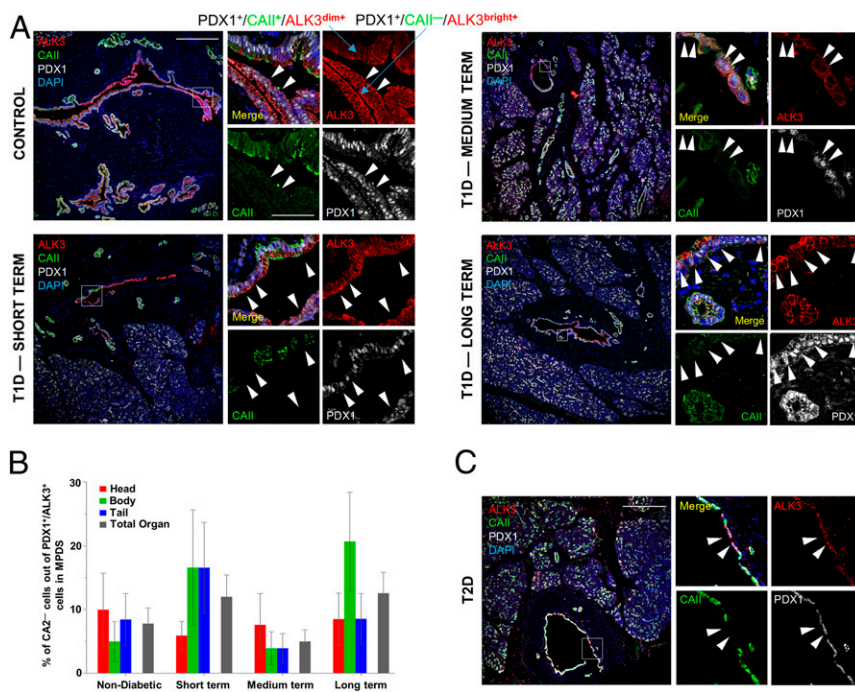 A
PDX1⁺/CAII⁺/ALK3ᵈⁱᵐ⁺ PDX1⁺/CAII—/ALK3ᵇʳⁱᵍʰᵗ⁺
CONTROL
ALK3
CAII
PDX1
DAPI
Merge
ALK3
CAII
PDX1
T1D — SHORT TERM
ALK3
CAII
PDX1
DAPI
Merge
ALK3
CAII
PDX1
T1D — MEDIUM TERM
ALK3
CAII
PDX1
DAPI
Merge
ALK3
CAII
PDX1
T1D — LONG TERM
ALK3
CAII
PDX1
DAPI
Merge
ALK3
CAII
PDX1
B
% of CA2— cells out of PDX1⁺/ALK3⁺
cells in MPDS
30
20
10
0
Head
Body
Tail
Total Organ
Non-Diabetic Short term Medium term Long term
C
T2D
ALK3
CAII
PDX1
DAPI
Merge
ALK3
CAII
PDX1